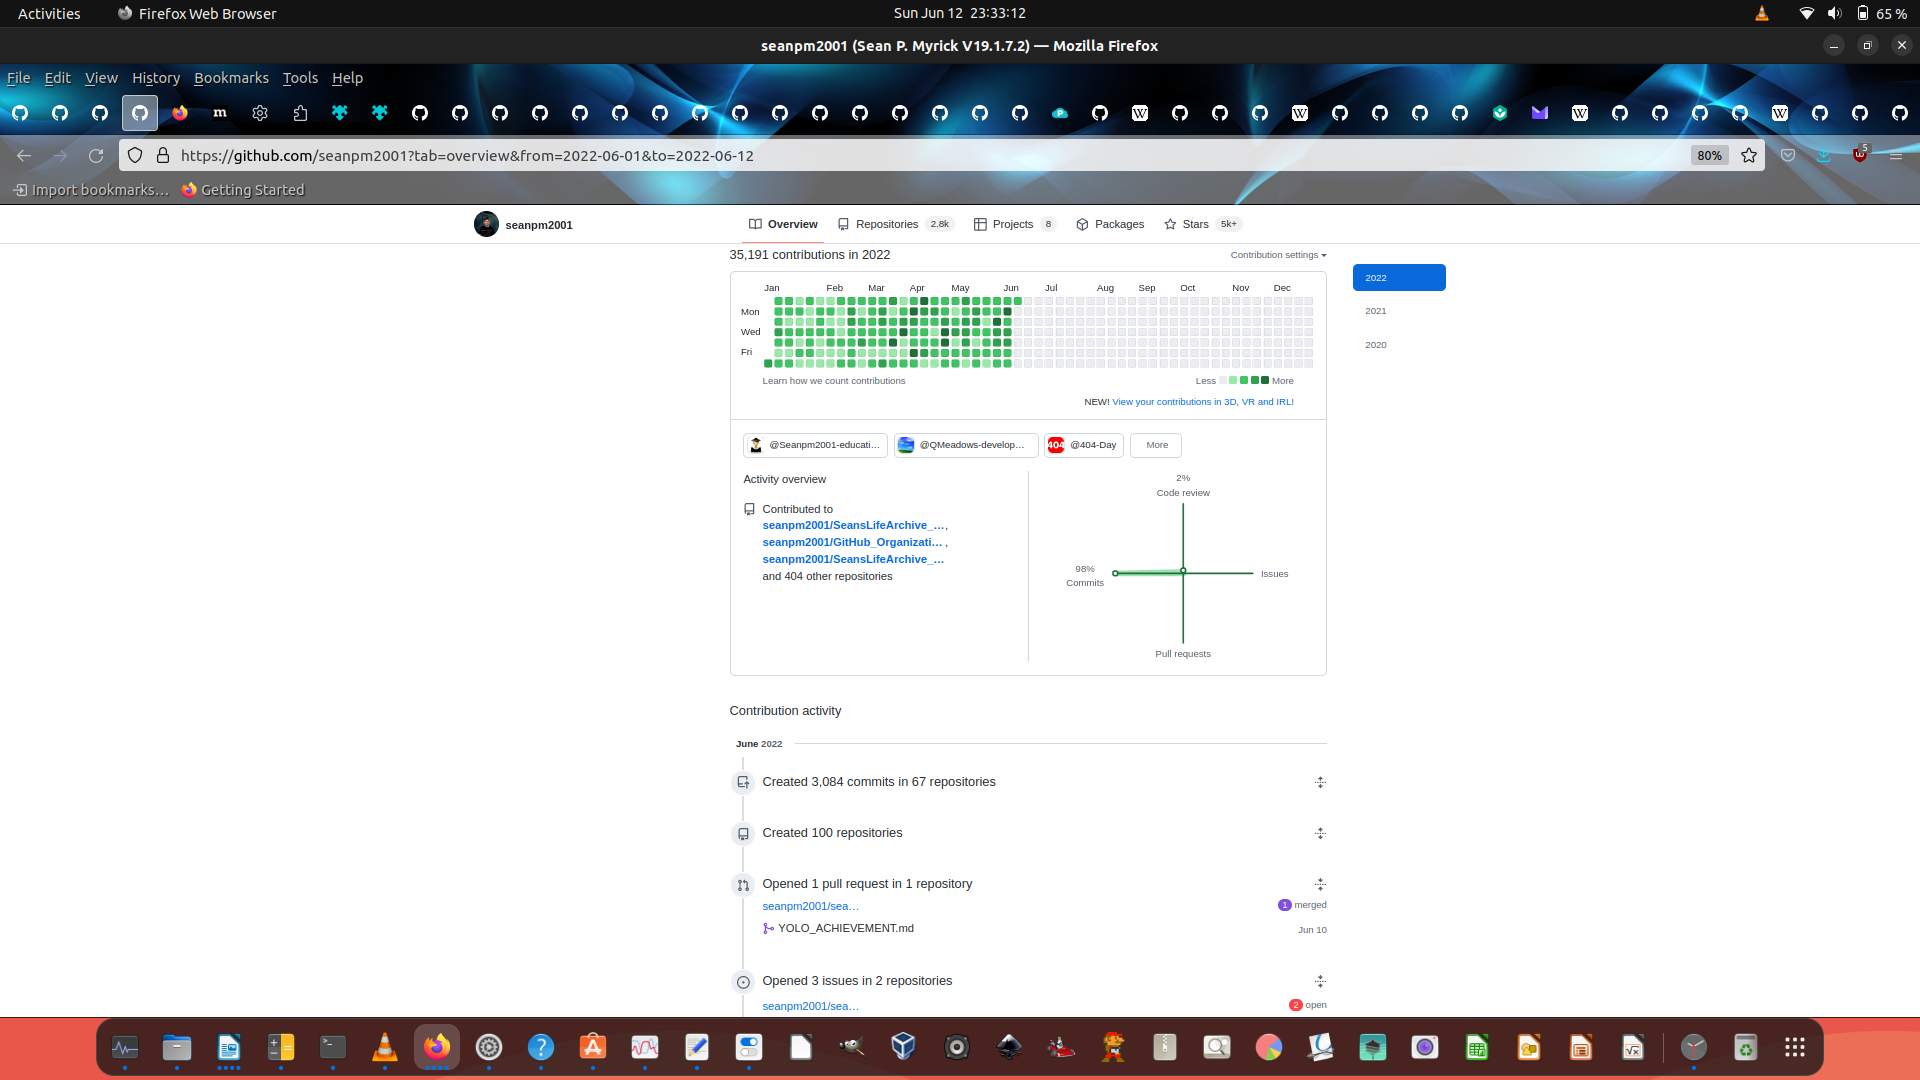 Activities
Firefox Web Browser
Sun Jun 12 23:33:12
65 %
seanpm2001 (Sean P. Myrick V19.1.7.2) — Mozilla Firefox
File Edit View History Bookmarks Tools Help
https://github.com/seanpm2001?tab=overview&from=2022-06-01&to=2022-06-12
80%
5
Import bookmarks…
Getting Started
seanpm2001
Overview
Repositories 2.8k
Projects 8
Packages
Stars 5k+
35,191 contributions in 2022
Contribution settings
2022
2021
2020
Jan Feb Mar Apr May Jun Jul Aug Sep Oct Nov Dec
Mon
Wed
Fri
Learn how we count contributions
Less More
NEW! View your contributions in 3D, VR and IRL!
@Seanpm2001-educati…
@QMeadows-develop…
404 @404-Day
More
Activity overview
Contributed to
seanpm2001/SeansLifeArchive_…,
seanpm2001/GitHub_Organizati… ,
seanpm2001/SeansLifeArchive_…
and 404 other repositories
2%
Code review
98%
Commits
Issues
Pull requests
Contribution activity
June 2022
Created 3,084 commits in 67 repositories
Created 100 repositories
Opened 1 pull request in 1 repository
seanpm2001/sea…
1 merged
YOLO_ACHIEVEMENT.md
Jun 10
Opened 3 issues in 2 repositories
seanpm2001/sea…
2 open